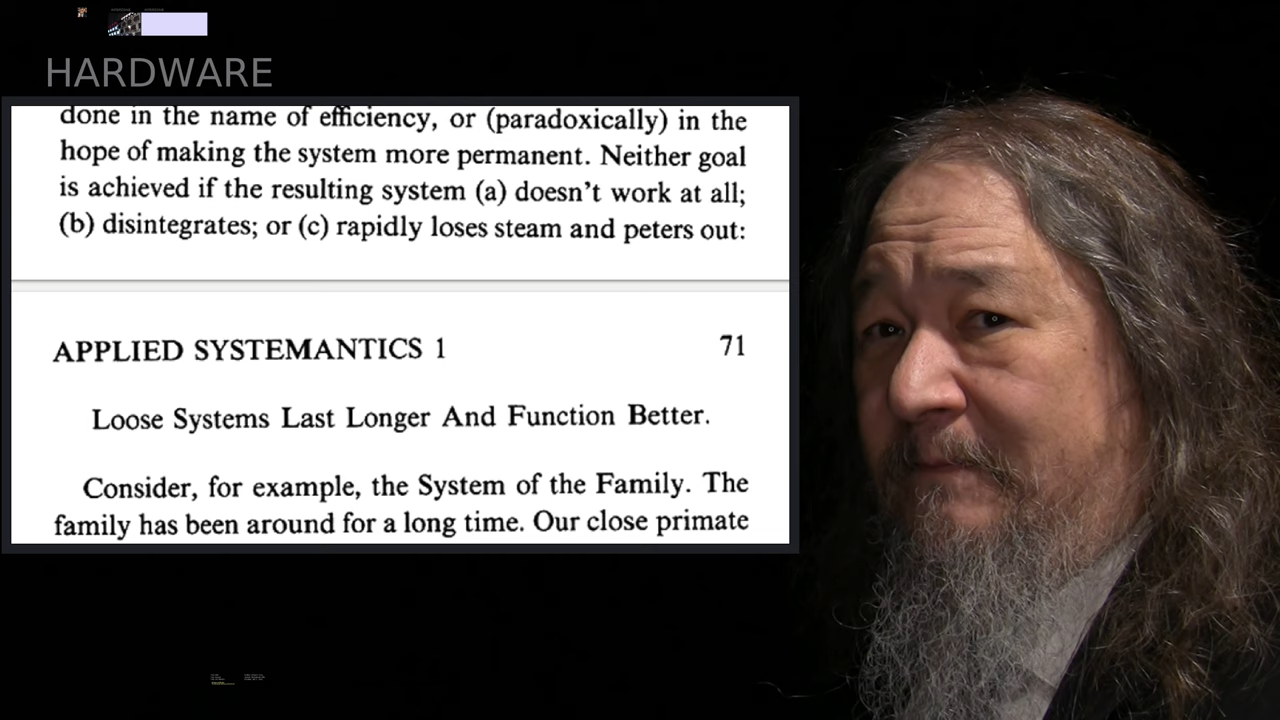 HARDWARE
done in the name of efficiency, or (paradoxically) in the
hope of making the system more permanent. Neither goal
is achieved if the resulting system (a) doesn't work at all;
(b) disintegrates; or (c) rapidly loses steam and peters out:
APPLIED SYSTEMANTICS 1 71
Loose Systems Last Longer And Function Better.
Consider, for example, the System of the Family. The
family has been around for a long time. Our close primate